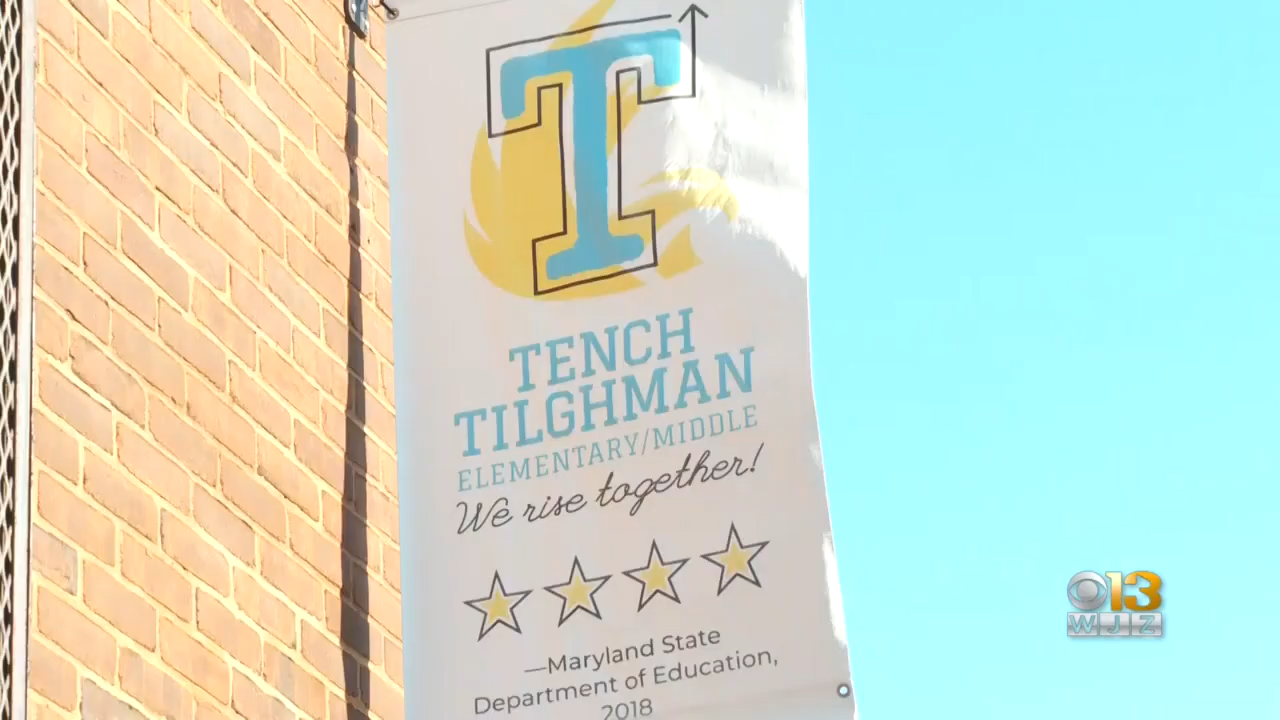 T
TENCH
TILGHMAN
ELEMENTARY/MIDDLE
We rise together!
—Maryland State
Department of Education,
2018
13
WJZ